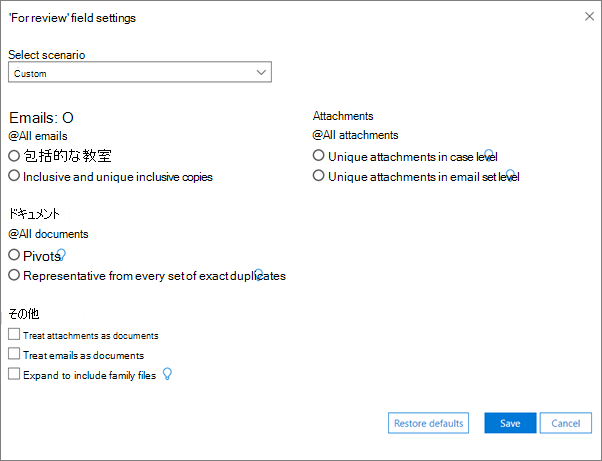 'For review' field settings
Select scenario
Custom
Emails: O
@All emails
包括的な教室
Inclusive and unique inclusive copies
Attachments
@All attachments
Unique attachments in case level
Unique attachments in email set level
ドキュメント
@All documents
Pivots
Representative from every set of exact duplicates
その他
Treat attachments as documents
Treat emails as documents
Expand to include family files
Restore defaults
Save
Cancel